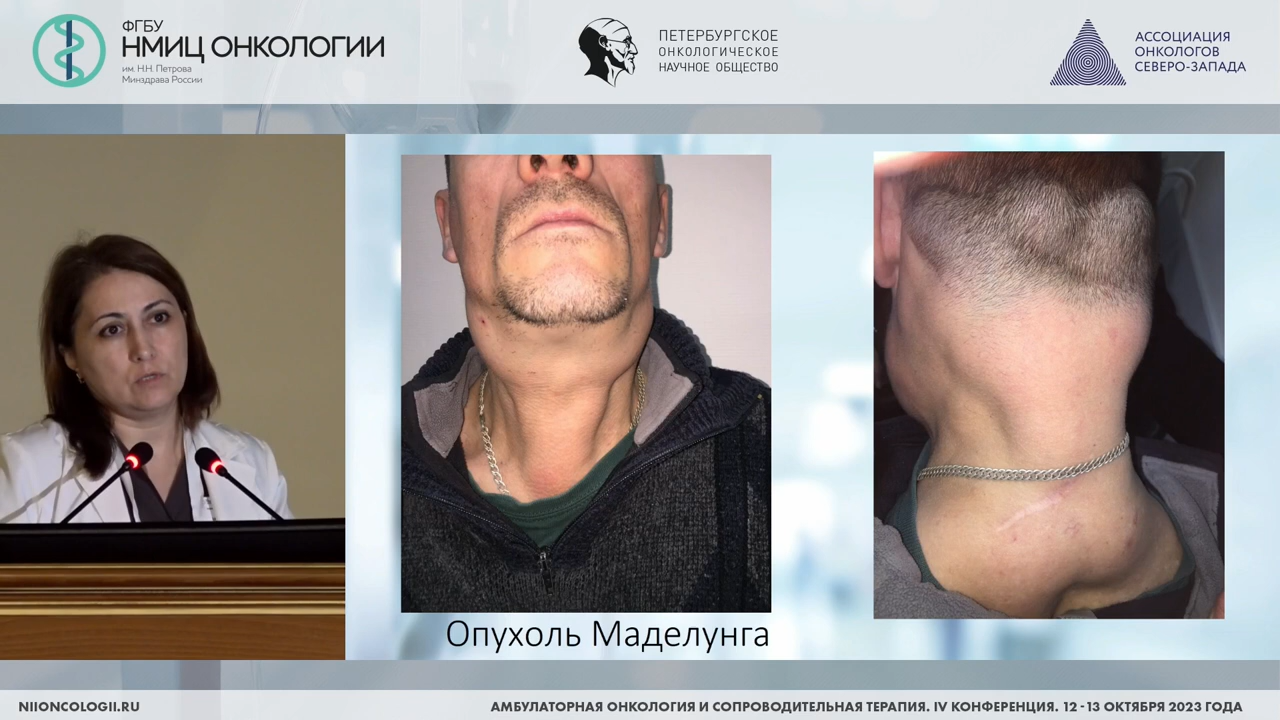 ФГБУ
НМИЦ ОНКОЛОГИИ
им. Н.Н. Петрова
Минздрава России
ПЕТЕРБУРГСКОЕ
ОНКОЛОГИЧЕСКОЕ
НАУЧНОЕ ОБЩЕСТВО
АССОЦИАЦИЯ
ОНКОЛОГОВ
СЕВЕРО-ЗАПАДА
Опухоль Маделунга
NIIONCOLOGII.RU
АМБУЛАТОРНАЯ ОНКОЛОГИЯ И СОПРОВОДИТЕЛЬНАЯ ТЕРАПИЯ. IV КОНФЕРЕНЦИЯ. 12-13 ОКТЯБРЯ 2023 ГОДА